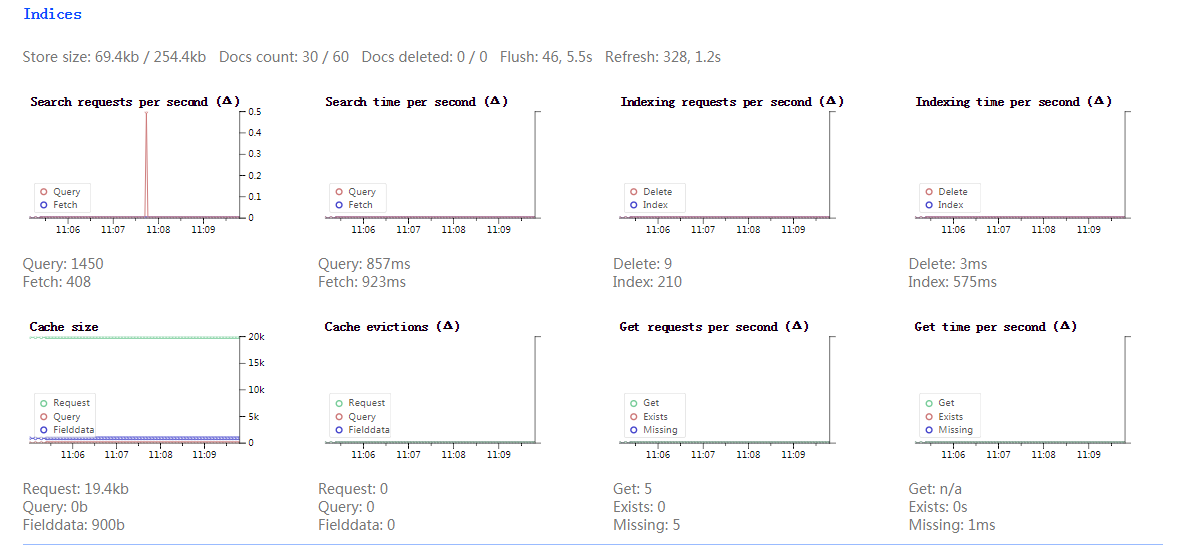 Indices
Store size: 69.4kb / 254.4kb Docs count: 30 / 60 Docs deleted: 0 / 0 Flush: 46, 5.5s Refresh: 328, 1.2s
Search requests per second (Δ)
0.5
0.4
0.3
0.2
0.1
0
Query
Fetch
11:06 11:07 11:08 11:09
Query: 1450
Fetch: 408
Search time per second (Δ)
Query
Fetch
11:06 11:07 11:08 11:09
Query: 857ms
Fetch: 923ms
Indexing requests per second (Δ)
Delete
Index
11:06 11:07 11:08 11:09
Delete: 9
Index: 210
Indexing time per second (Δ)
Delete
Index
11:06 11:07 11:08 11:09
Delete: 3ms
Index: 575ms
Cache size
20k
15k
10k
5k
0
Request
Query
Fielddata
11:06 11:07 11:08 11:09
Request: 19.4kb
Query: 0b
Fielddata: 900b
Cache evictions (Δ)
Request
Query
Fielddata
11:06 11:07 11:08 11:09
Request: 0
Query: 0
Fielddata: 0
Get requests per second (Δ)
Get
Exists
Missing
11:06 11:07 11:08 11:09
Get: 5
Exists: 0
Missing: 5
Get time per second (Δ)
Get
Exists
Missing
11:06 11:07 11:08 11:09
Get: n/a
Exists: 0s
Missing: 1ms